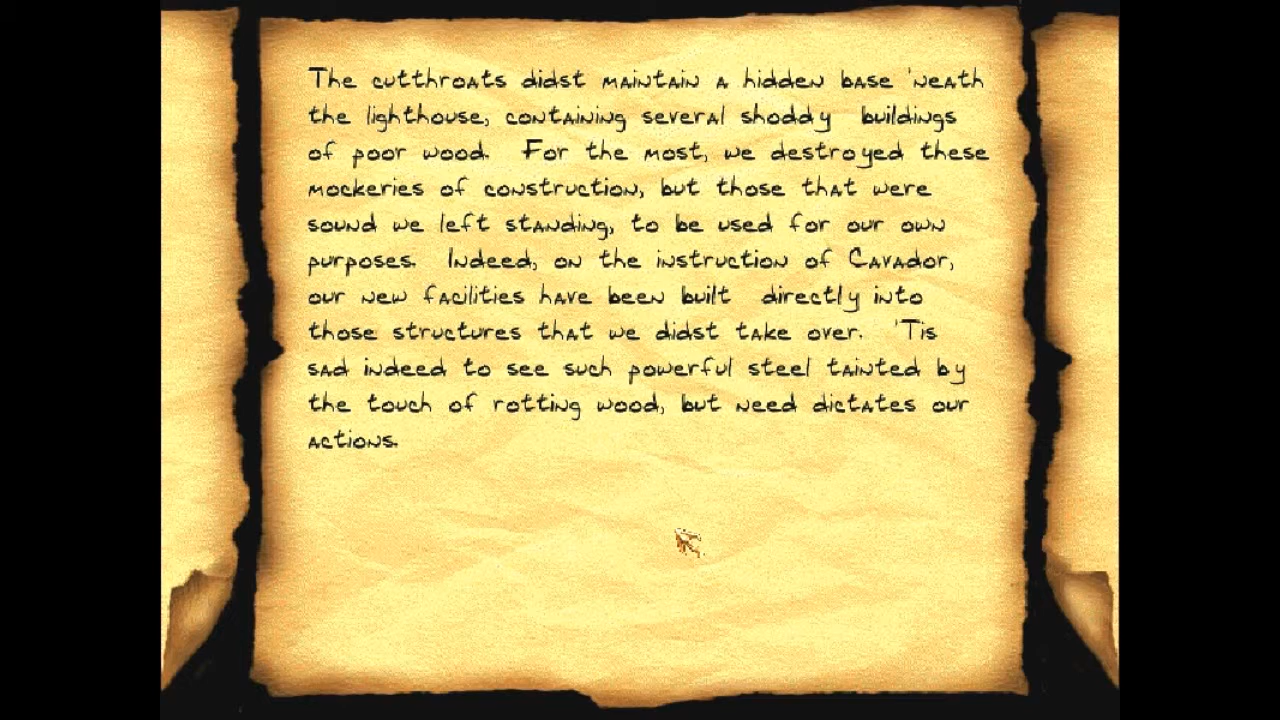 The cutthroats didst maintain a hidden base 'neath
the lighthouse, containing several shoddy buildings
of poor wood. For the most, we destroyed these
mockeries of construction, but those that were
sound we left standing, to be used for our own
purposes. Indeed, on the instruction of Cavador,
our new facilities have been built directly into
those structures that we didst take over. 'Tis
sad indeed to see such powerful steel tainted by
the touch of rotting wood, but need dictates our
actions.